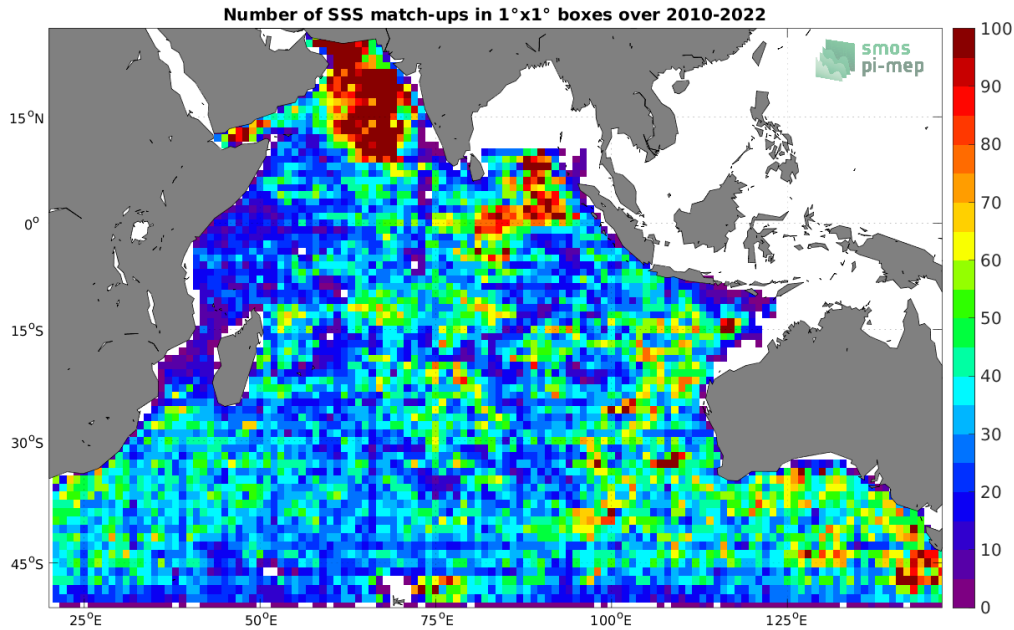 Number of SSS match-ups in 1°x1° boxes over 2010-2022
smos
pi-mep
15°N
0°
15°S
30°S
45°S
25°E
50°E
75°E
100°E
125°E
100
90
80
70
60
50
40
30
20
10
0